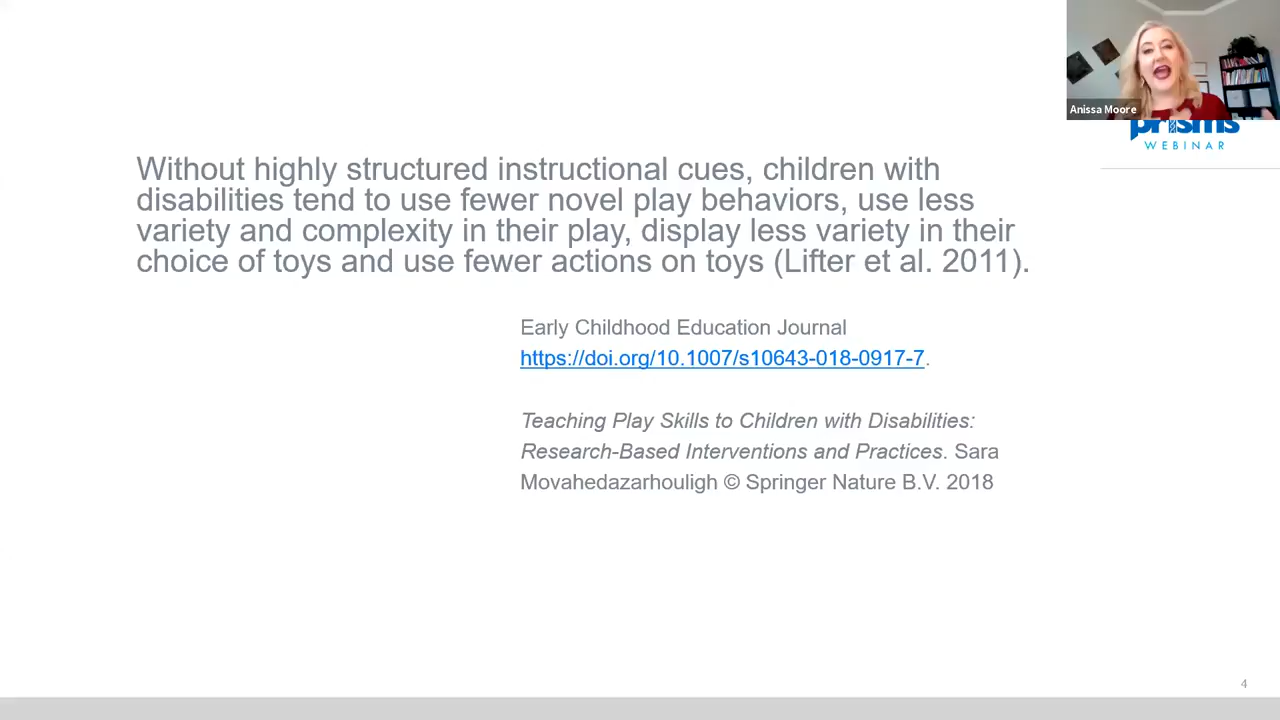 Anissa Moore
prisms
WEBINAR
Without highly structured instructional cues, children with
disabilities tend to use fewer novel play behaviors, use less
variety and complexity in their play, display less variety in their
choice of toys and use fewer actions on toys (Lifter et al. 2011).
Early Childhood Education Journal
https://doi.org/10.1007/s10643-018-0917-7.
Teaching Play Skills to Children with Disabilities:
Research-Based Interventions and Practices. Sara
Movahedazarhouligh © Springer Nature B.V. 2018
4